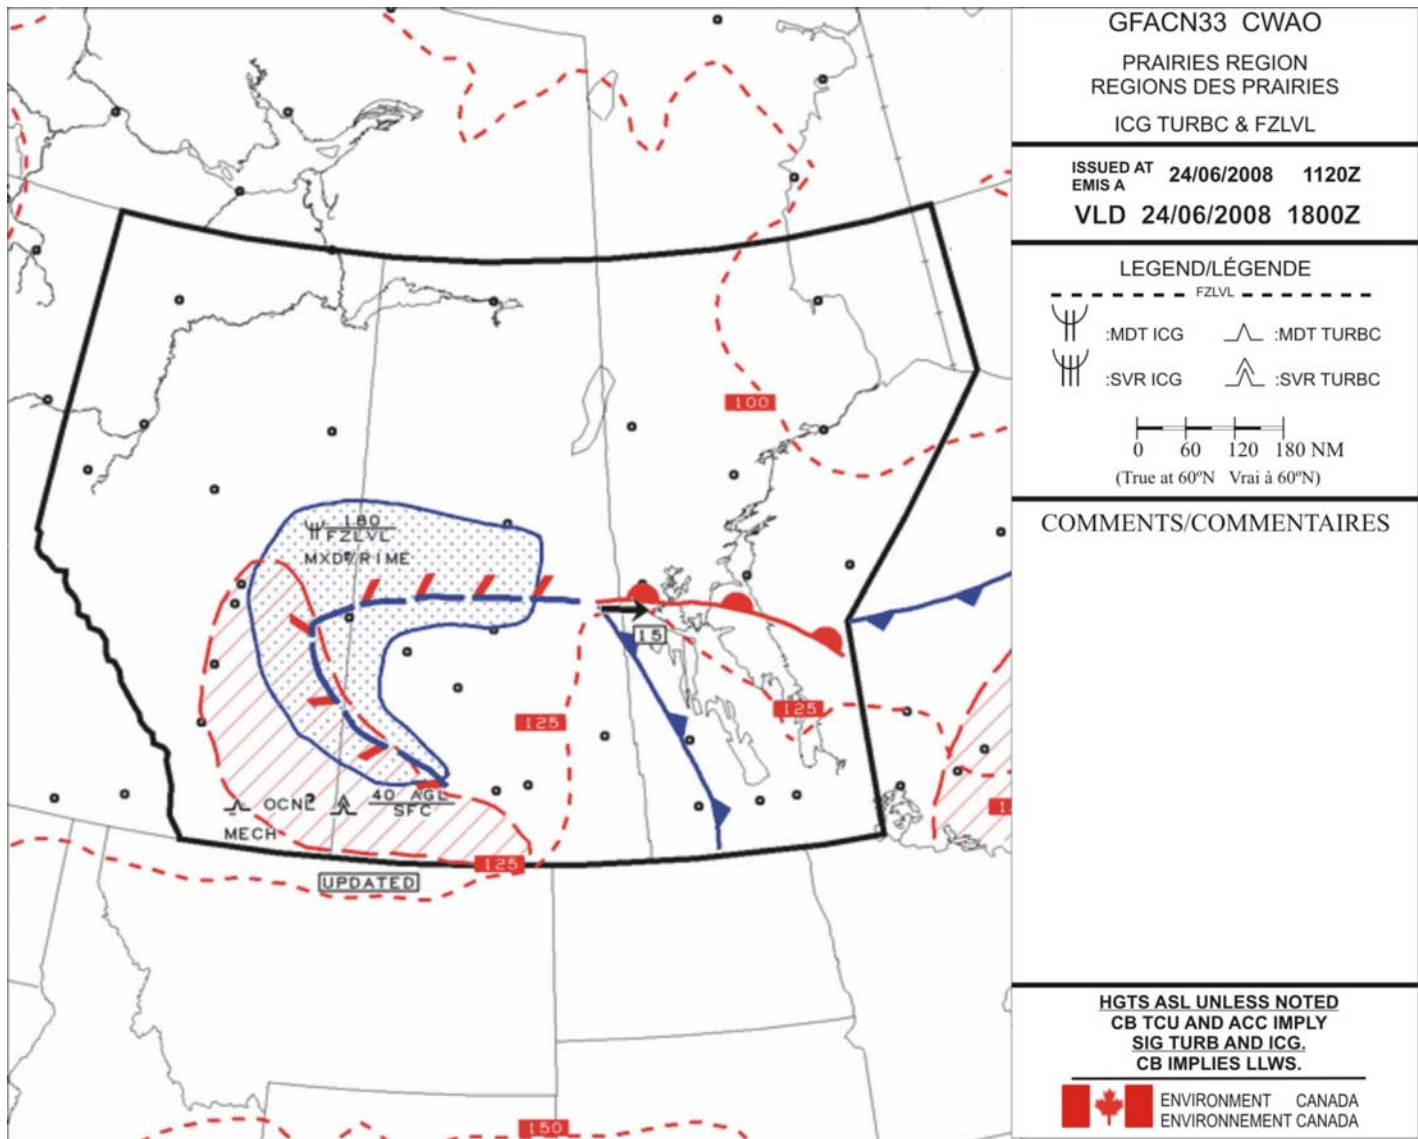 GFACN33 CWAO
PRAIRIES REGION
REGIONS DES PRAIRIES
ICG TURBC & FZLVL
ISSUED AT
EMIS A
24/06/2008 1120Z
VLD 24/06/2008 1800Z
LEGEND/LÉGENDE
FZLVL
:MDT ICG
:MDT TURBC
:SVR ICG
:SVR TURBC
0 60 120 180 NM
(True at 60ºN Vrai à 60ºN)
COMMENTS/COMMENTAIRES
100
180
FZLVL
MXD/RIME
15
125
125
OCNL
40 AGL
SFC
MECH
125
UPDATED
150
HGTS ASL UNLESS NOTED
CB TCU AND ACC IMPLY
SIG TURB AND ICG.
CB IMPLIES LLWS.
ENVIRONMENT CANADA
ENVIRONNEMENT CANADA